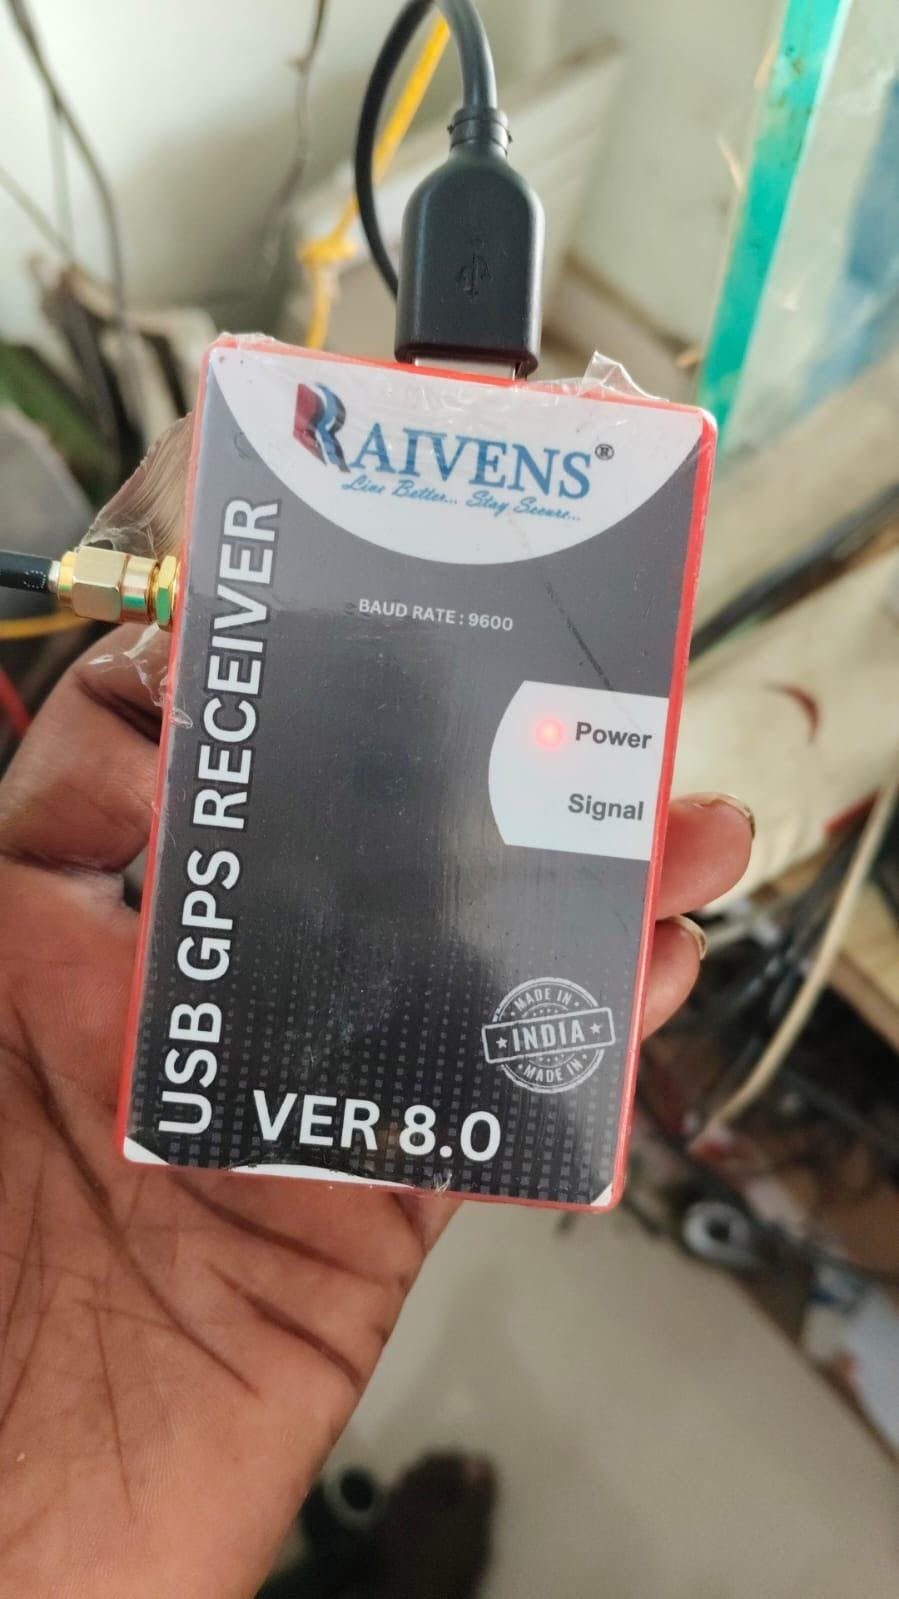 RAIVENS®
Live Better... Stay Secure...
BAUD RATE : 9600
Power
Signal
USB GPS RECEIVER
MADE IN
INDIA
MADE IN
VER 8.0